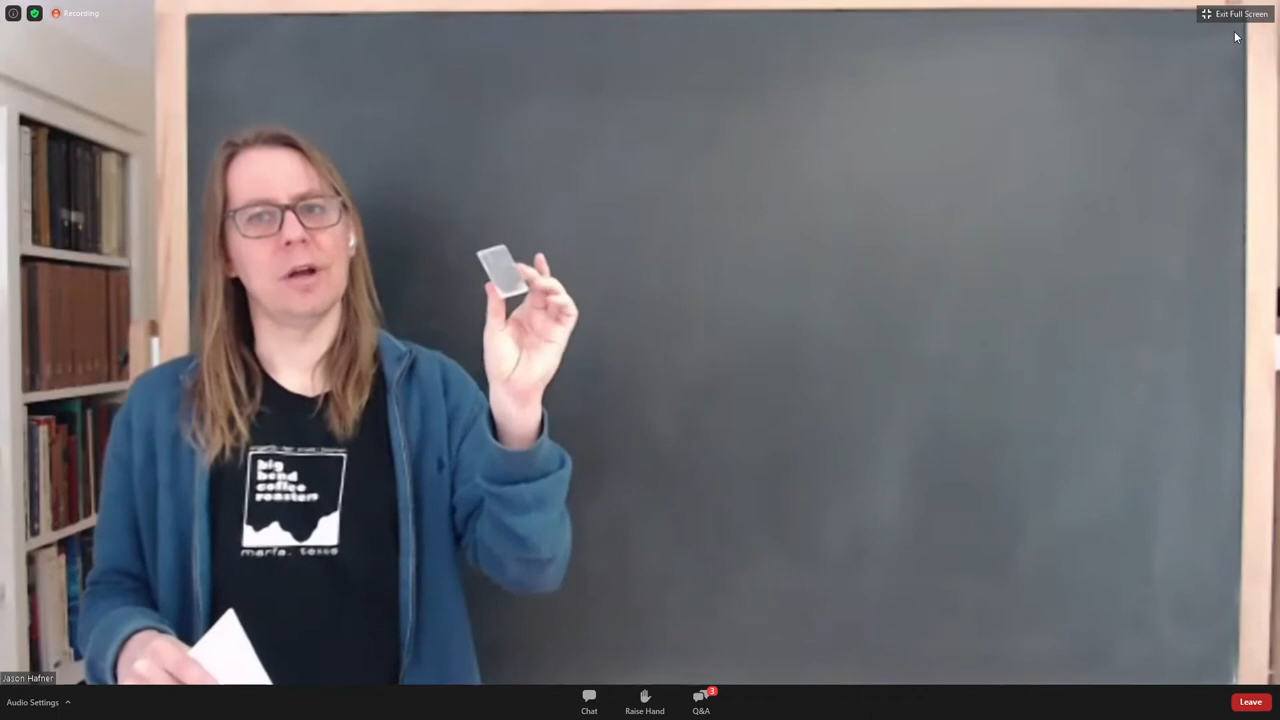 Recording
Exit Full Screen
big
bend
coffee
roasters
marfa, texas
Jason Hafner
Audio Settings
Chat
Raise Hand
3
Q&A
Leave